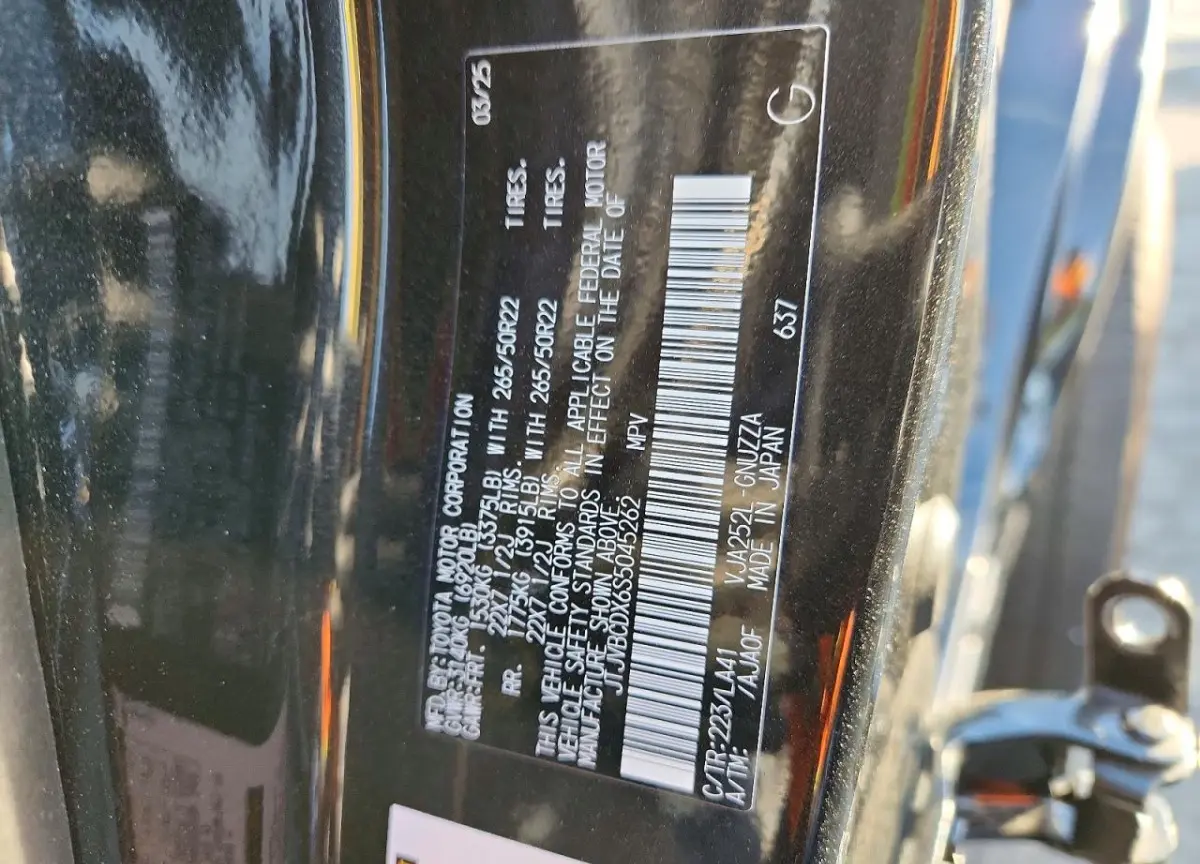 MFD. BY: TOYOTA MOTOR CORPORATION 03/25
GVWR: 3140KG (6920LB)
GAWR: FRT. 1530KG (3375LB) WITH 265/50R22 TIRES.
22X7 1/2J RIMS.
RR. 1775KG (3915LB) WITH 265/50R22 TIRES.
22X7 1/2J RIMS.
THIS VEHICLE CONFORMS TO ALL APPLICABLE FEDERAL MOTOR
VEHICLE SAFETY STANDARDS IN EFFECT ON THE DATE OF
MANUFACTURE SHOWN ABOVE.
JTJVBCDX6S5045262 MPV
C/TR: 223/LA41 VJA252L-GNUZZA 637
A/TM: /AJA0F MADE IN JAPAN G